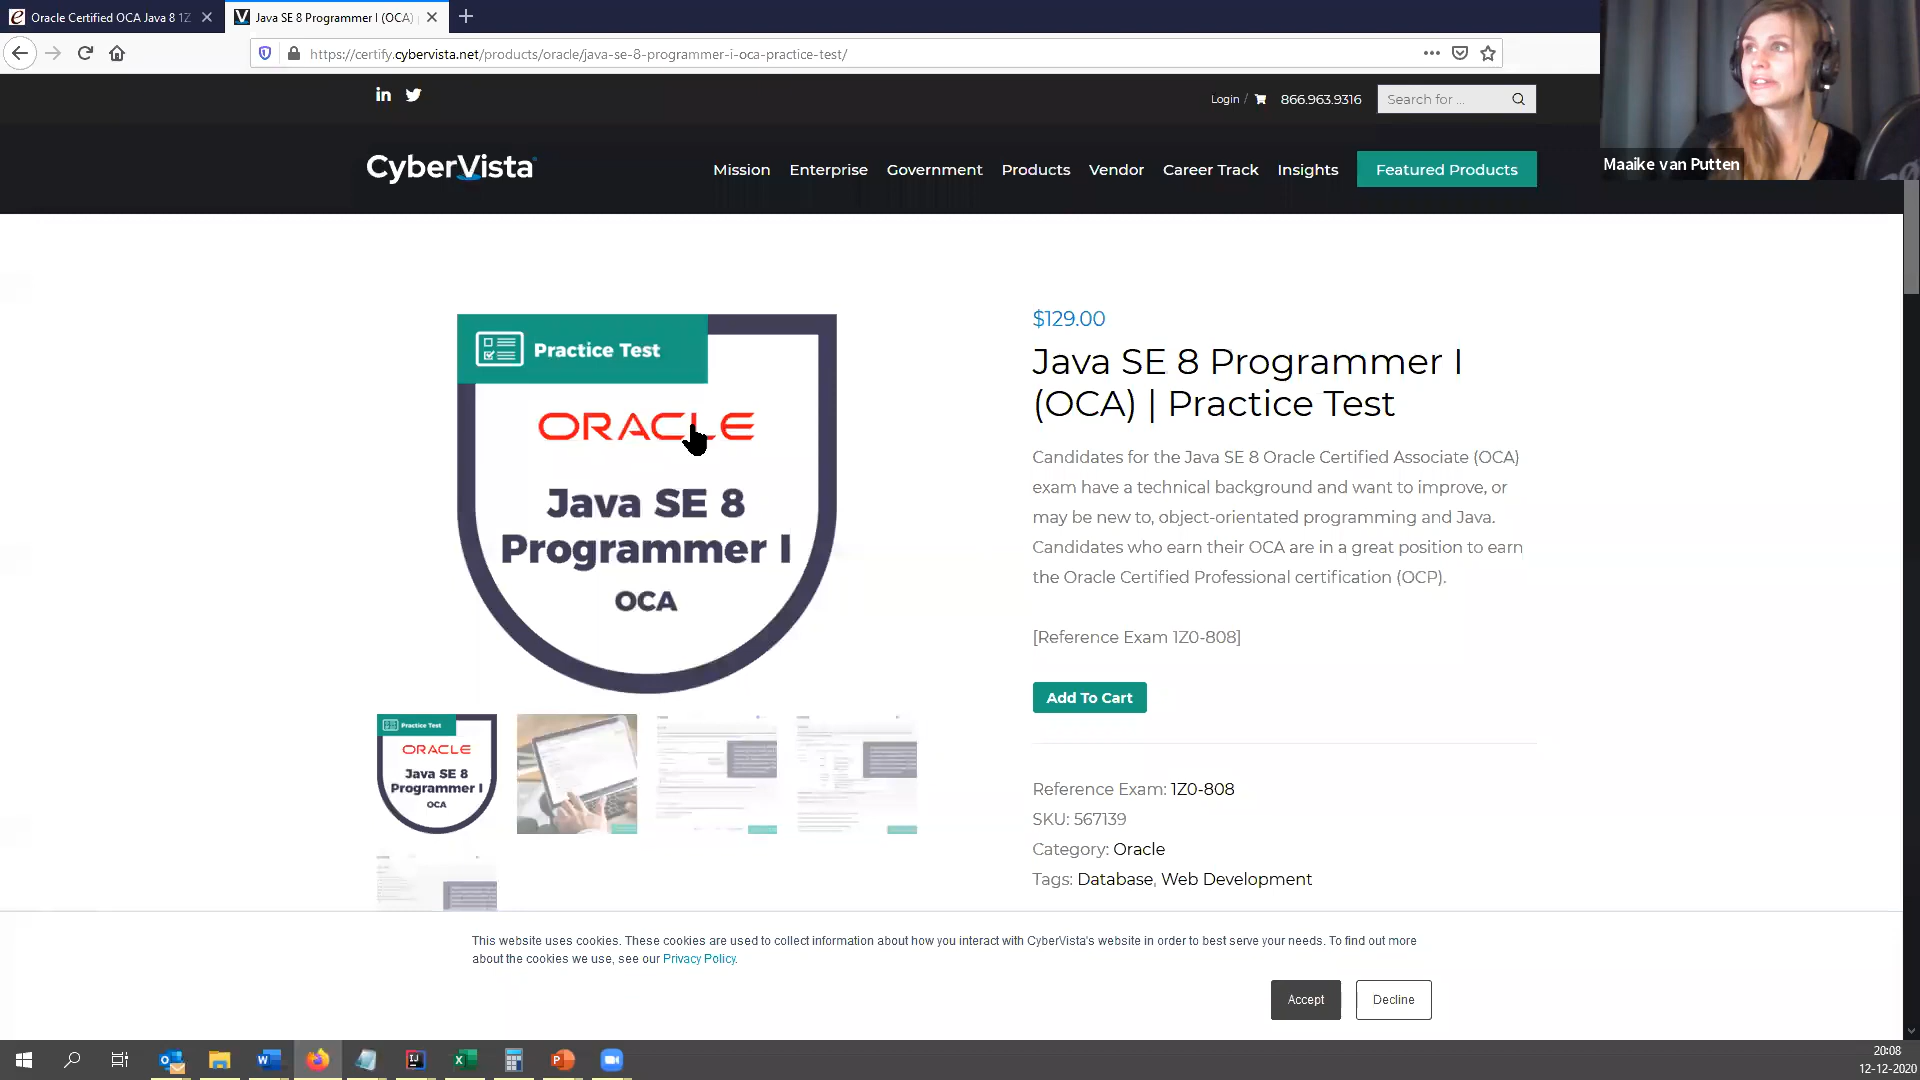 Oracle Certified OCA Java 8 1Z
Java SE 8 Programmer I (OCA)
https://certify.cybervista.net/products/oracle/java-se-8-programmer-i-oca-practice-test/
Login /
866.963.9316
Search for ...
CyberVista
Mission
Enterprise
Government
Products
Vendor
Career Track
Insights
Featured Products
Maaike van Putten
Practice Test
ORACLE
Java SE 8
Programmer I
OCA
$129.00
Java SE 8 Programmer I
(OCA) | Practice Test
Candidates for the Java SE 8 Oracle Certified Associate (OCA)
exam have a technical background and want to improve, or
may be new to, object-orientated programming and Java.
Candidates who earn their OCA are in a great position to earn
the Oracle Certified Professional certification (OCP).
[Reference Exam 1Z0-808]
Add To Cart
Practice Test
ORACLE
Java SE 8
Programmer I
OCA
Reference Exam: 1Z0-808
SKU: 567139
Category: Oracle
Tags: Database, Web Development
This website uses cookies. These cookies are used to collect information about how you interact with CyberVista's website in order to best serve your needs. To find out more
about the cookies we use, see our Privacy Policy.
Accept
Decline
20:08
12-12-2020